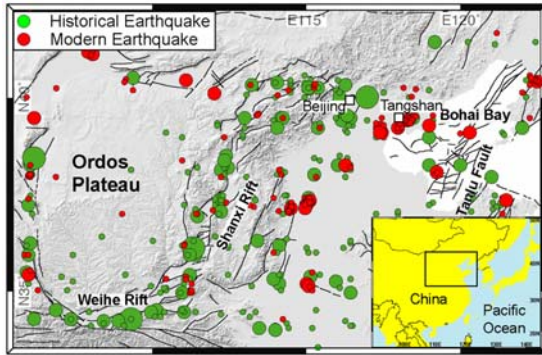 Historical Earthquake
Modern Earthquake
E115°
E120°
N40°
Beijing
Tangshan
Bohai Bay
Ordos
Plateau
Shanxi Rift
Tanlu Fault
N35°
Weihe Rift
China
Pacific
Ocean